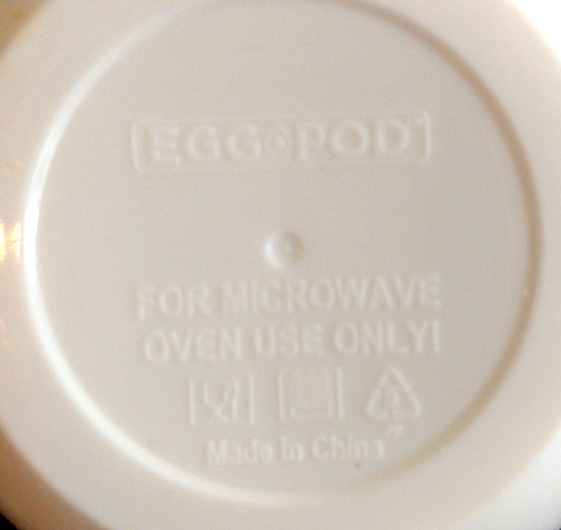 EGG POD
FOR MICROWAVE
OVEN USE ONLY!
Made in China